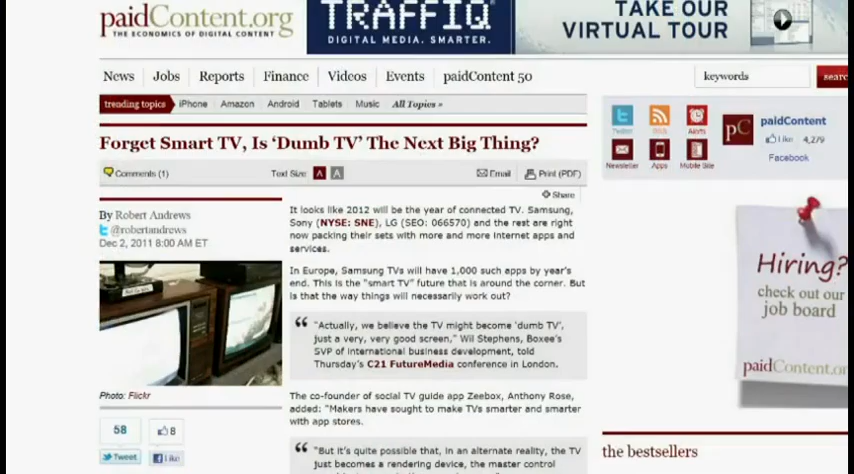 paidContent.org
THE ECONOMICS OF DIGITAL CONTENT
TRAFFIQ
DIGITAL MEDIA. SMARTER.
TAKE OUR
VIRTUAL TOUR
News
Jobs
Reports
Finance
Videos
Events
paidContent 50
keywords
searc
trending topics
iPhone
Amazon
Android
Tablets
Music
All Topics »
Forget Smart TV, Is ‘Dumb TV’ The Next Big Thing?
Comments (1)
Text Size
A
A
Email
Print (PDF)
Share
By Robert Andrews
@robertandrews
Dec 2, 2011 8:00 AM ET
Photo: Flickr
58
8
Tweet
Like
It looks like 2012 will be the year of connected TV. Samsung,
Sony (NYSE: SNE), LG (SEO: 066570) and the rest are right
now packing their sets with more and more internet apps and
services.
In Europe, Samsung TVs will have 1,000 such apps by year's
end. This is the “smart TV” future that is around the corner. But
is that the way things will necessarily work out?
“Actually, we believe the TV might become ‘dumb TV’,
just a very, very good screen,” Wil Stephens, Boxee's
SVP of international business development, told
Thursday's C21 FutureMedia conference in London.
The co-founder of social TV guide app Zeebox, Anthony Rose,
added: “Makers have sought to make TVs smarter and smarter
with app stores.
“But it's quite possible that, in an alternate reality, the TV
just becomes a rendering device, the master control
Twitter
RSS
Alerts
Newsletter
Apps
Mobile Site
pC
paidContent
Like
4,279
Facebook
Hiring?
check out our
job board
paidContent.or
the bestsellers